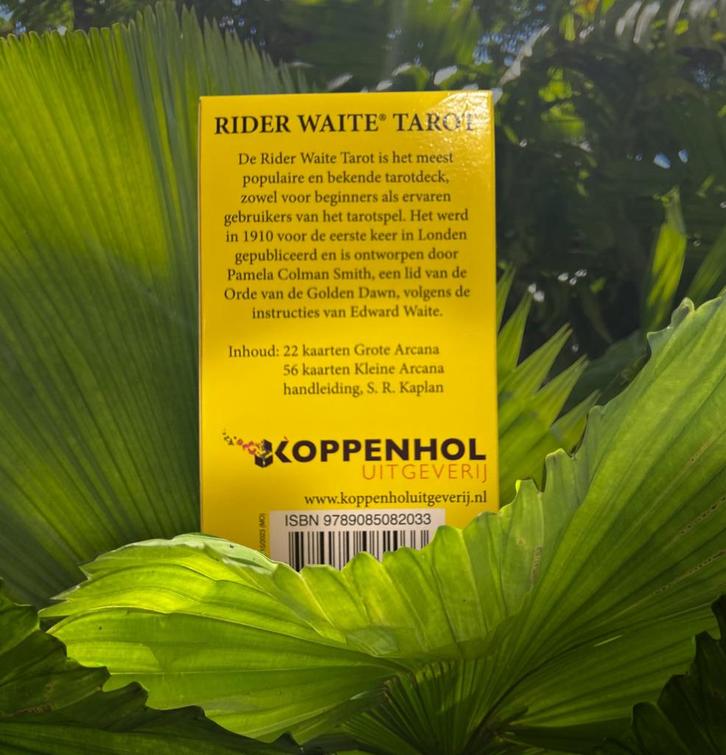 RIDER WAITE® TAROT
De Rider Waite Tarot is het meest
populaire en bekende tarotdeck,
zowel voor beginners als ervaren
gebruikers van het tarotspel. Het werd
in 1910 voor de eerste keer in Londen
gepubliceerd en is ontworpen door
Pamela Colman Smith, een lid van de
Orde van de Golden Dawn, volgens de
instructies van Edward Waite.
Inhoud: 22 kaarten Grote Arcana
56 kaarten Kleine Arcana
handleiding, S. R. Kaplan
KOPPENHOL
UITGEVERIJ
www.koppenholuitgeverij.nl
ISBN 9789085082033